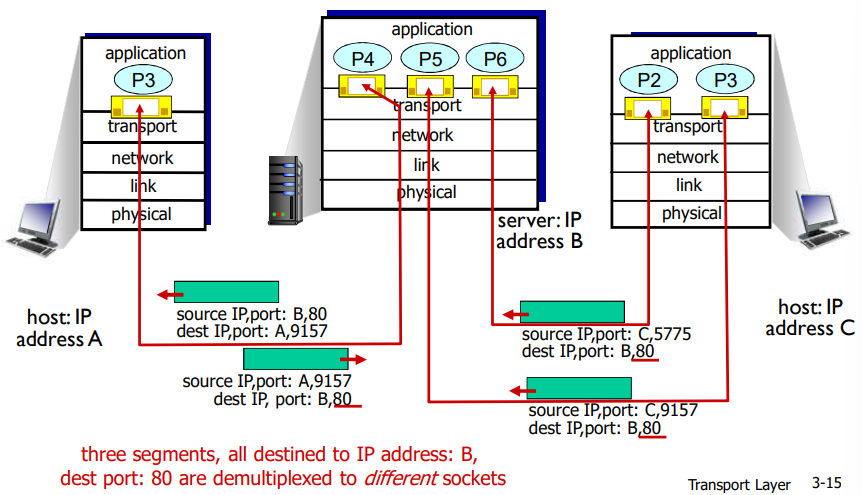 application
P3
transport
network
link
physical
host: IP
address A
application
P4
P5
P6
transport
network
link
physical
server: IP
address B
application
P2
P3
transport
network
link
physical
host: IP
address C
source IP,port: B,80
dest IP,port: A,9157
source IP,port: A,9157
dest IP, port: B,80
source IP,port: C,5775
dest IP,port: B,80
source IP,port: C,9157
dest IP,port: B,80
three segments, all destined to IP address: B,
dest port: 80 are demultiplexed to different sockets
Transport Layer 3-15